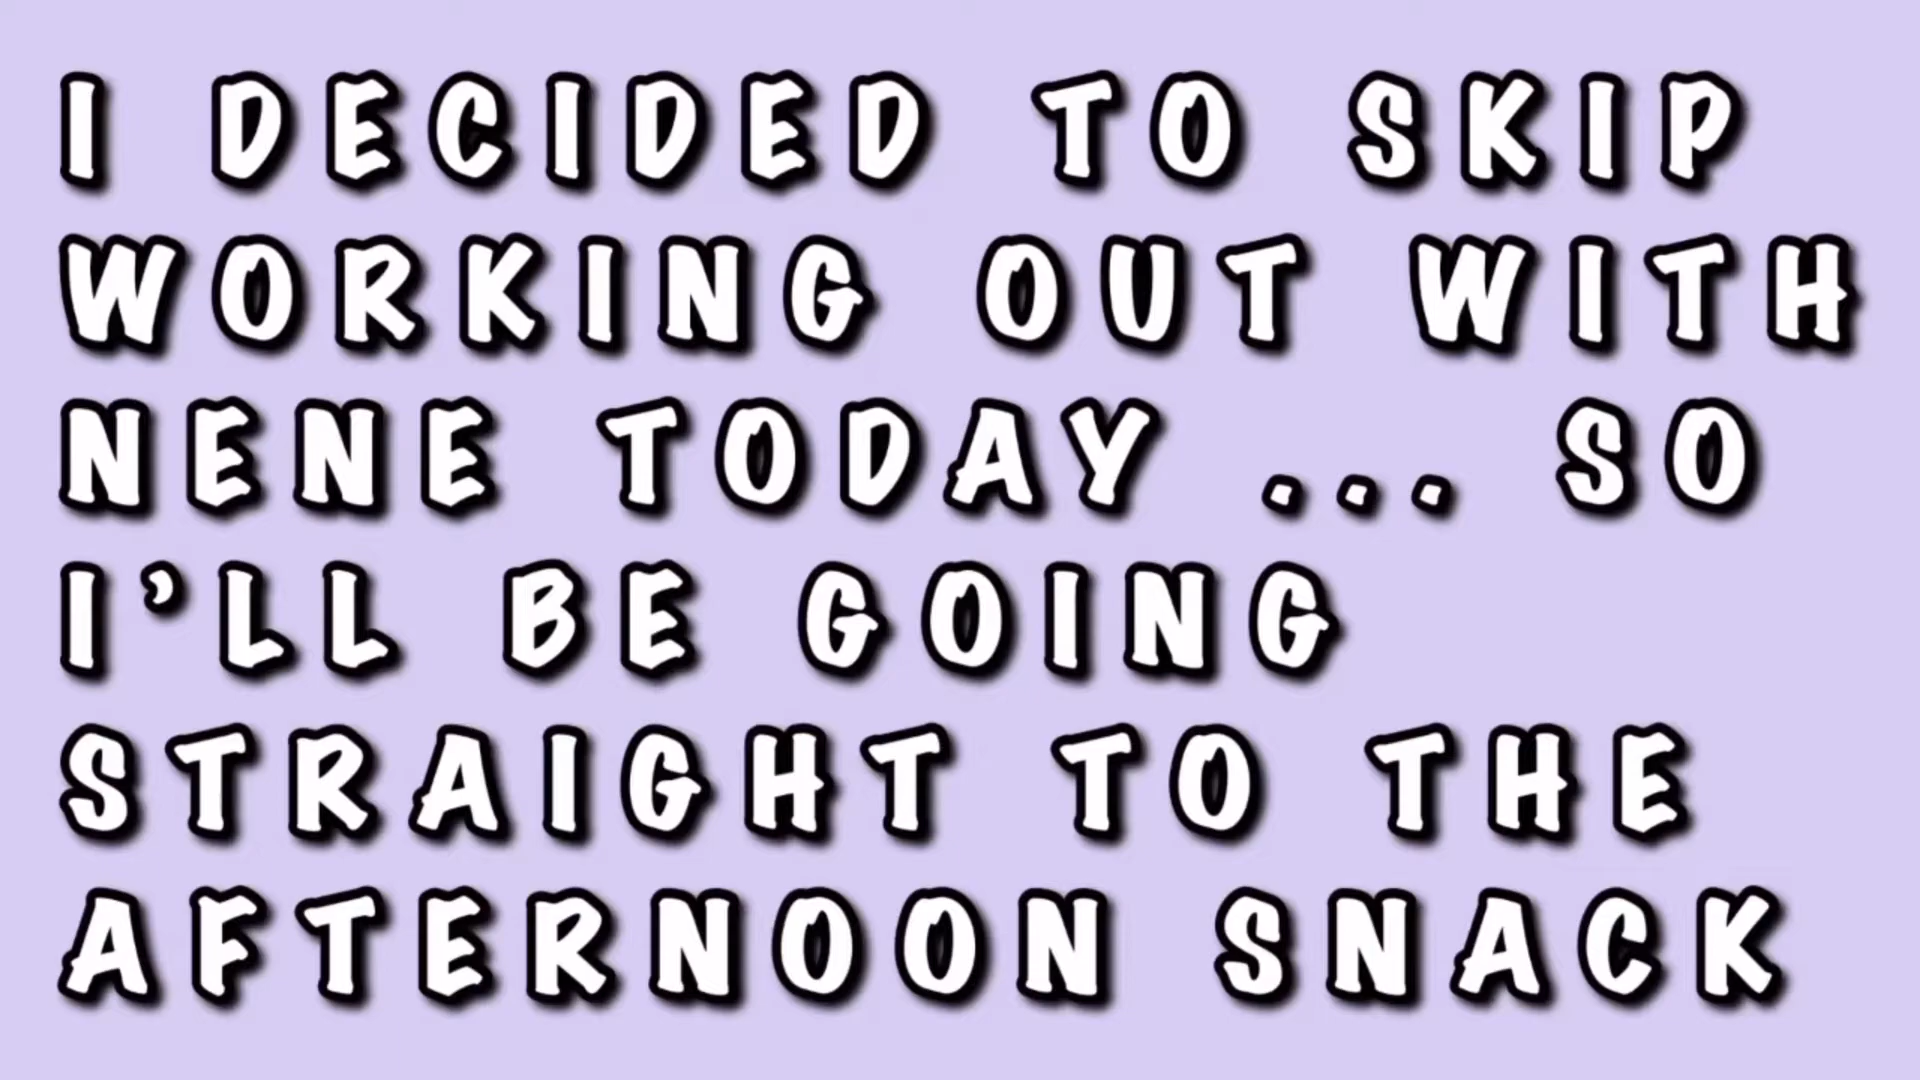 I DECIDED TO SKIP
WORKING OUT WITH
NENE TODAY ... SO
I’LL BE GOING
STRAIGHT TO THE
AFTERNOON SNACK